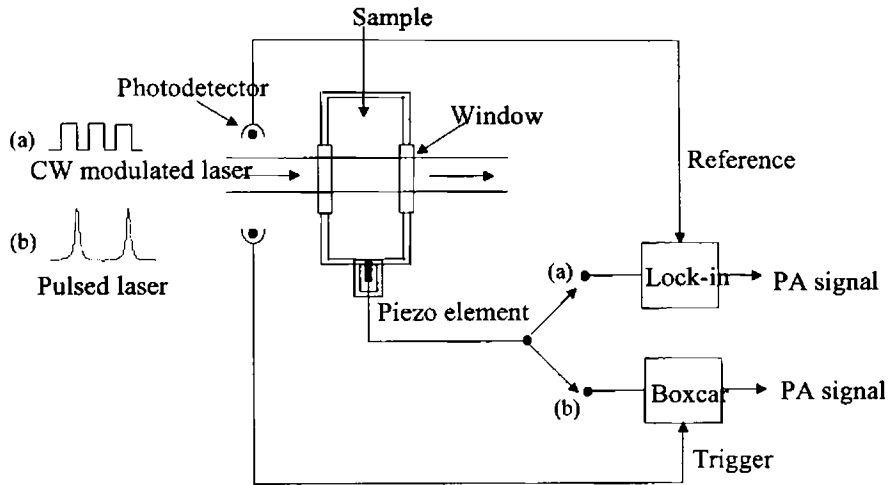 Sample
Photodetector
Window
(a)
CW modulated laser
Reference
(b)
Pulsed laser
(a)
Lock-in
PA signal
Piezo element
(b)
Boxcar
PA signal
Trigger